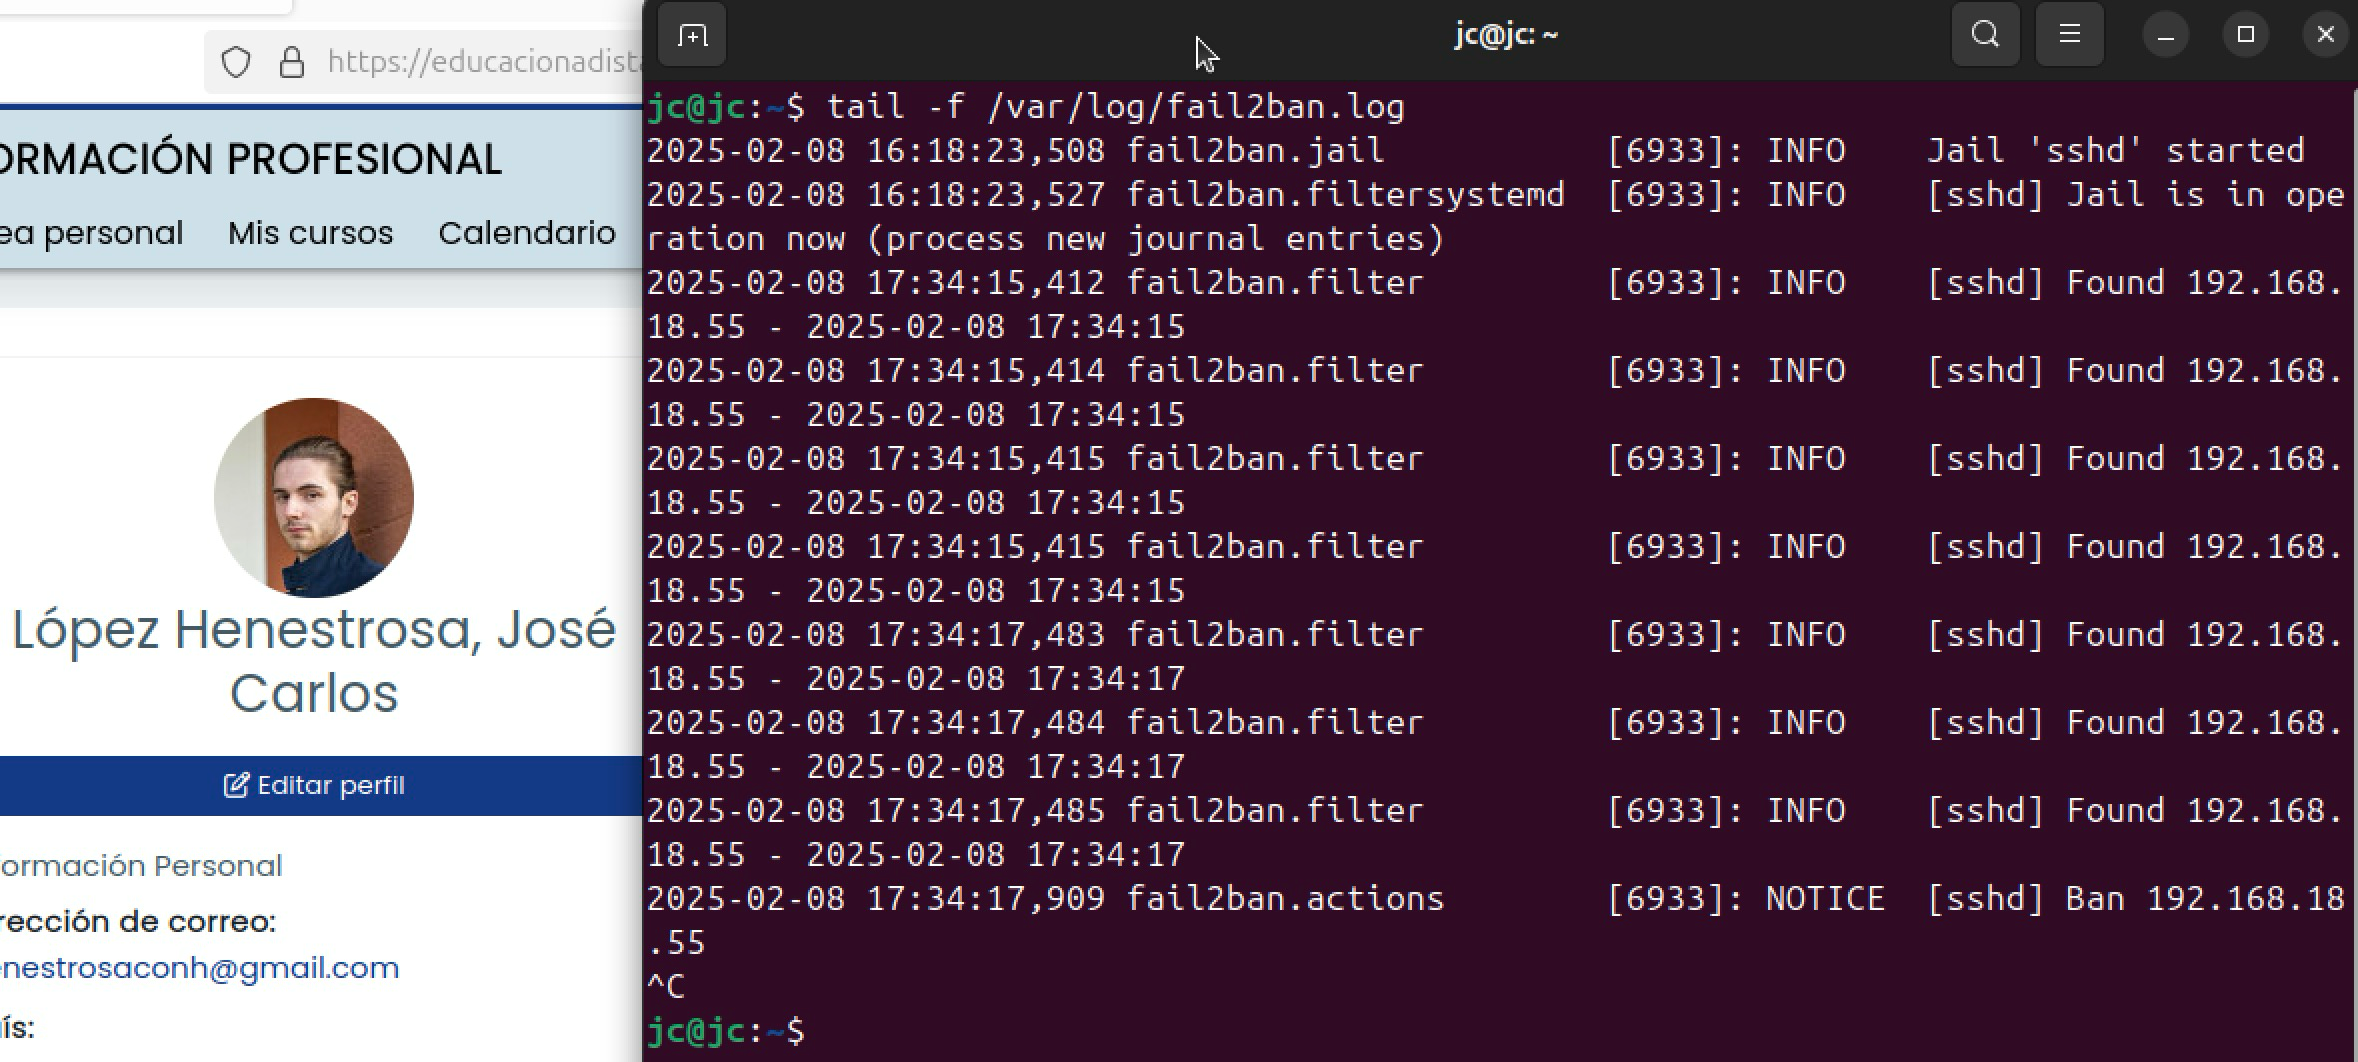 https://educacionadist
ORMACIÓN PROFESIONAL
ea personal Mis cursos Calendario
López Henestrosa, José
Carlos
Editar perfil
ormación Personal
rección de correo:
enestrosaconh@gmail.com
ís:
jc@jc: ~
jc@jc:~$ tail -f /var/log/fail2ban.log
2025-02-08 16:18:23,508 fail2ban.jail [6933]: INFO Jail 'sshd' started
2025-02-08 16:18:23,527 fail2ban.filtersystemd [6933]: INFO [sshd] Jail is in ope
ration now (process new journal entries)
2025-02-08 17:34:15,412 fail2ban.filter [6933]: INFO [sshd] Found 192.168.
18.55 - 2025-02-08 17:34:15
2025-02-08 17:34:15,414 fail2ban.filter [6933]: INFO [sshd] Found 192.168.
18.55 - 2025-02-08 17:34:15
2025-02-08 17:34:15,415 fail2ban.filter [6933]: INFO [sshd] Found 192.168.
18.55 - 2025-02-08 17:34:15
2025-02-08 17:34:15,415 fail2ban.filter [6933]: INFO [sshd] Found 192.168.
18.55 - 2025-02-08 17:34:15
2025-02-08 17:34:17,483 fail2ban.filter [6933]: INFO [sshd] Found 192.168.
18.55 - 2025-02-08 17:34:17
2025-02-08 17:34:17,484 fail2ban.filter [6933]: INFO [sshd] Found 192.168.
18.55 - 2025-02-08 17:34:17
2025-02-08 17:34:17,485 fail2ban.filter [6933]: INFO [sshd] Found 192.168.
18.55 - 2025-02-08 17:34:17
2025-02-08 17:34:17,909 fail2ban.actions [6933]: NOTICE [sshd] Ban 192.168.18
.55
^C
jc@jc:~$